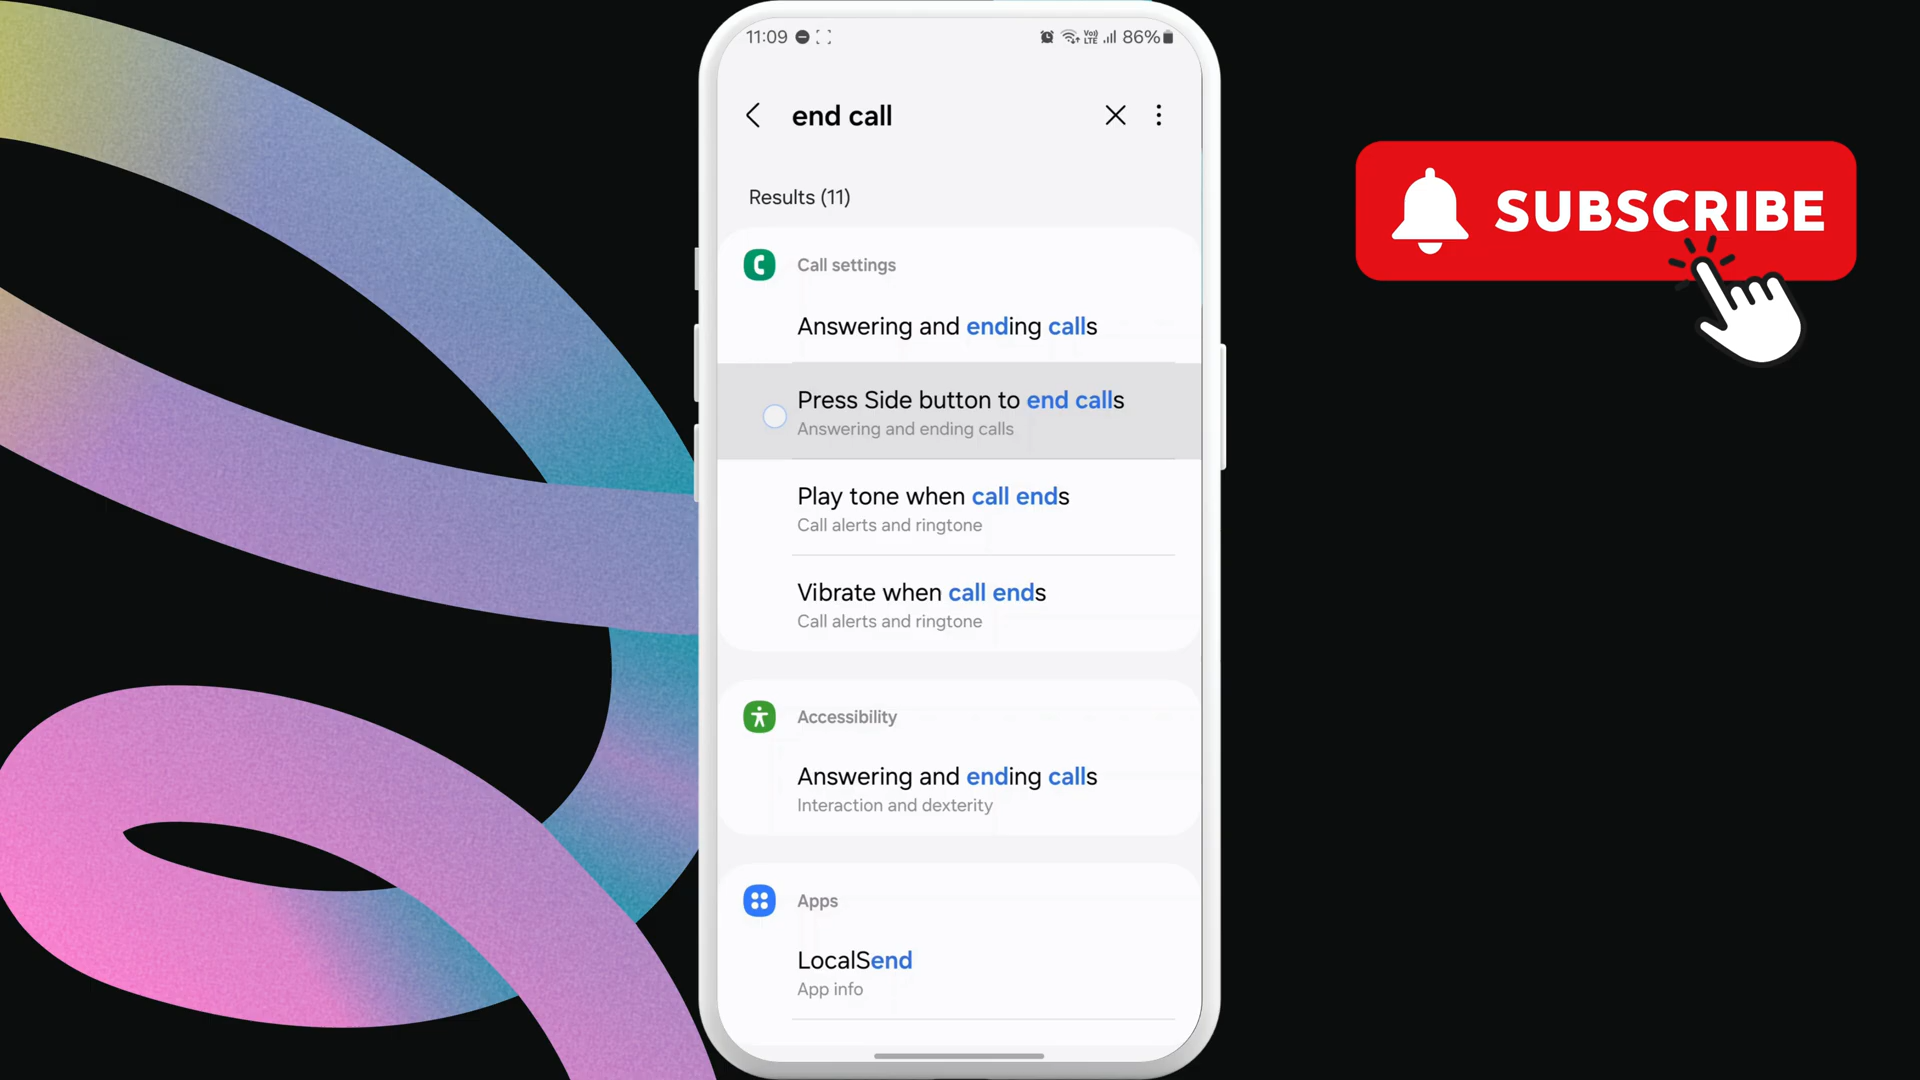 11:09
Vo))
LTE
86%
end call
Results (11)
Call settings
Answering and ending calls
Press Side button to end calls
Answering and ending calls
Play tone when call ends
Call alerts and ringtone
Vibrate when call ends
Call alerts and ringtone
Accessibility
Answering and ending calls
Interaction and dexterity
Apps
LocalSend
App info
SUBSCRIBE